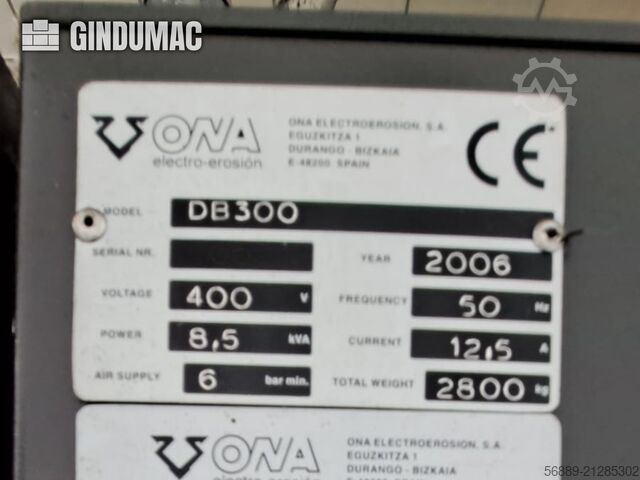 GINDUMAC
ONA
electro-erosión
ONA ELECTROEROSION, S.A.
EGUZKITZA 1
DURANGO - BIZKAIA
E-48200 SPAIN
CE
MODEL DB300
SERIAL NR.
YEAR 2006
VOLTAGE 400 V
FREQUENCY 50 Hz
POWER 8,5 kVA
CURRENT 12,5 A
AIR SUPPLY 6 bar min.
TOTAL WEIGHT 2800 kg
ONA
ONA ELECTROEROSION, S.A.
EGUZKITZA 1
DURANGO - BIZKAIA
56889-21285302